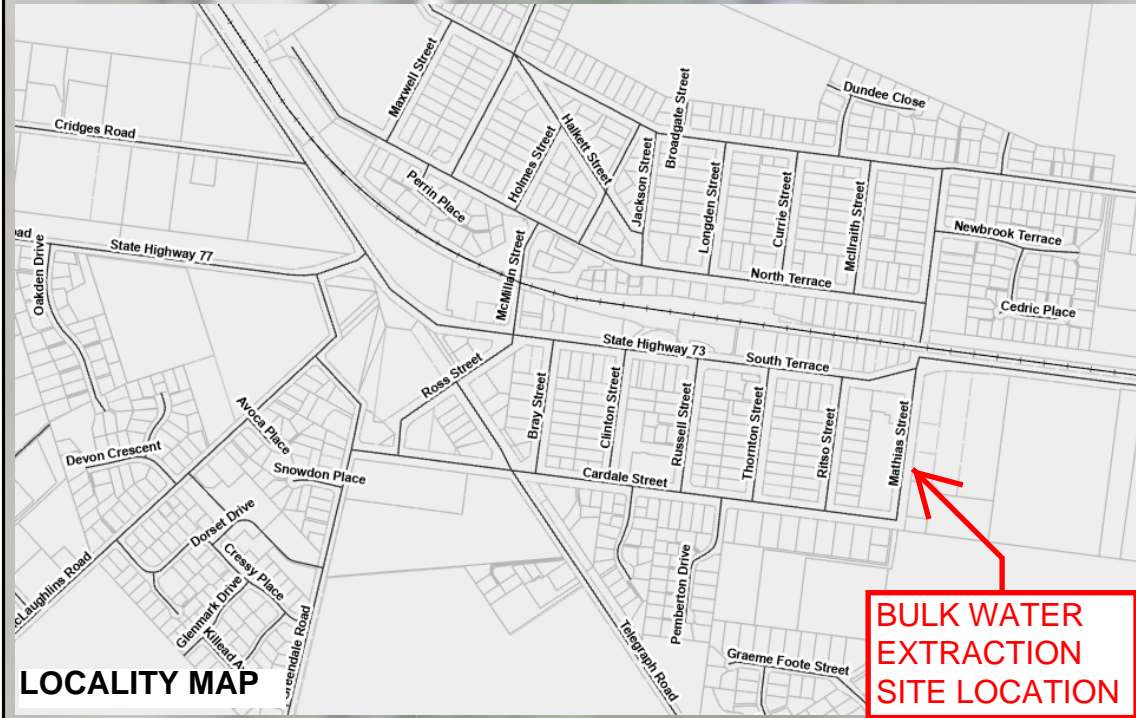 Maxwell Street
Broadgate Street
Dundee Close
Cridges Road
Halkett Street
Holmes Street
Jackson Street
Perrin Place
Longden Street
Currie Street
McIlraith Street
Newbrook Terrace
Oakden Drive
State Highway 77
McMillan Street
North Terrace
Cedric Place
State Highway 73
South Terrace
Ross Street
Bray Street
Clinton Street
Russell Street
Thornton Street
Ritso Street
Mathias Street
Avoca Place
Devon Crescent
Snowdon Place
Cardale Street
Dorset Drive
Cressy Place
Glenmark Drive
Killead
Greendale Road
Pemberton Drive
Telegraph Road
Graeme Foote Street
BULK WATER
EXTRACTION
SITE LOCATION
LOCALITY MAP